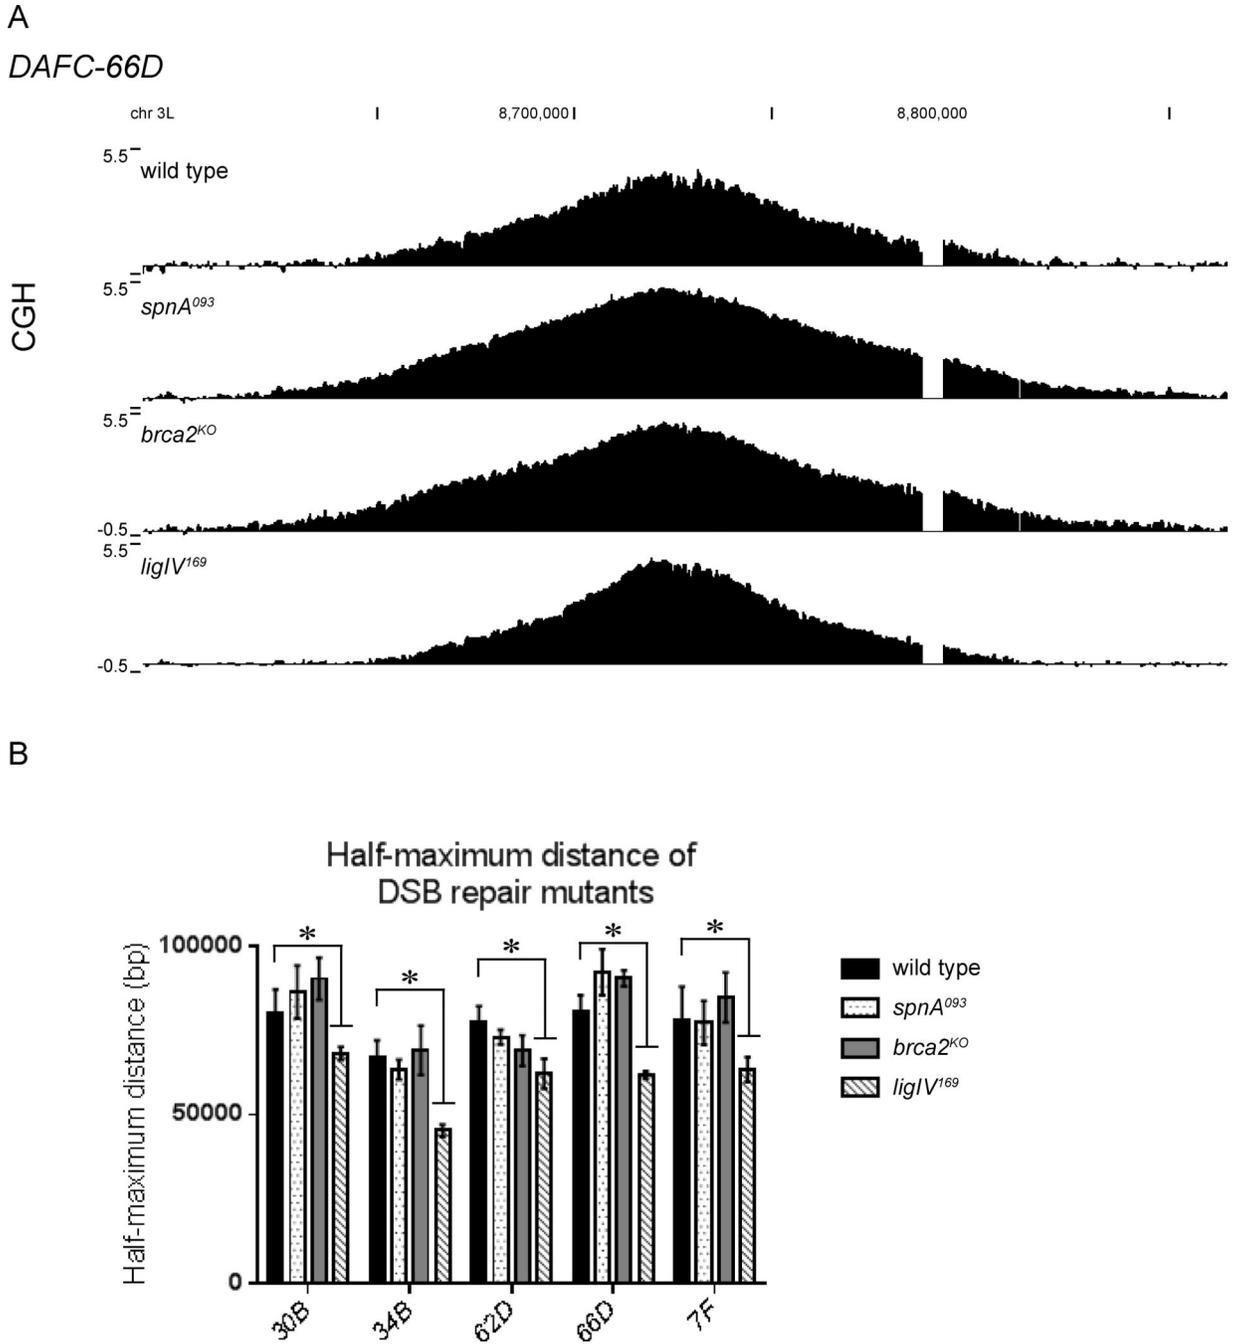 A
DAFC-66D
chr 3L 8,700,000 8,800,000
5.5
wild type
5.5
spnA093
CGH
5.5
brca2KO
-0.5
5.5
ligIV169
-0.5
B
Half-maximum distance of
DSB repair mutants
Half-maximum distance (bp)
100000
50000
0
* * * * *
30B 34B 62D 66D 7F
wild type
spnA093
brca2KO
ligIV169